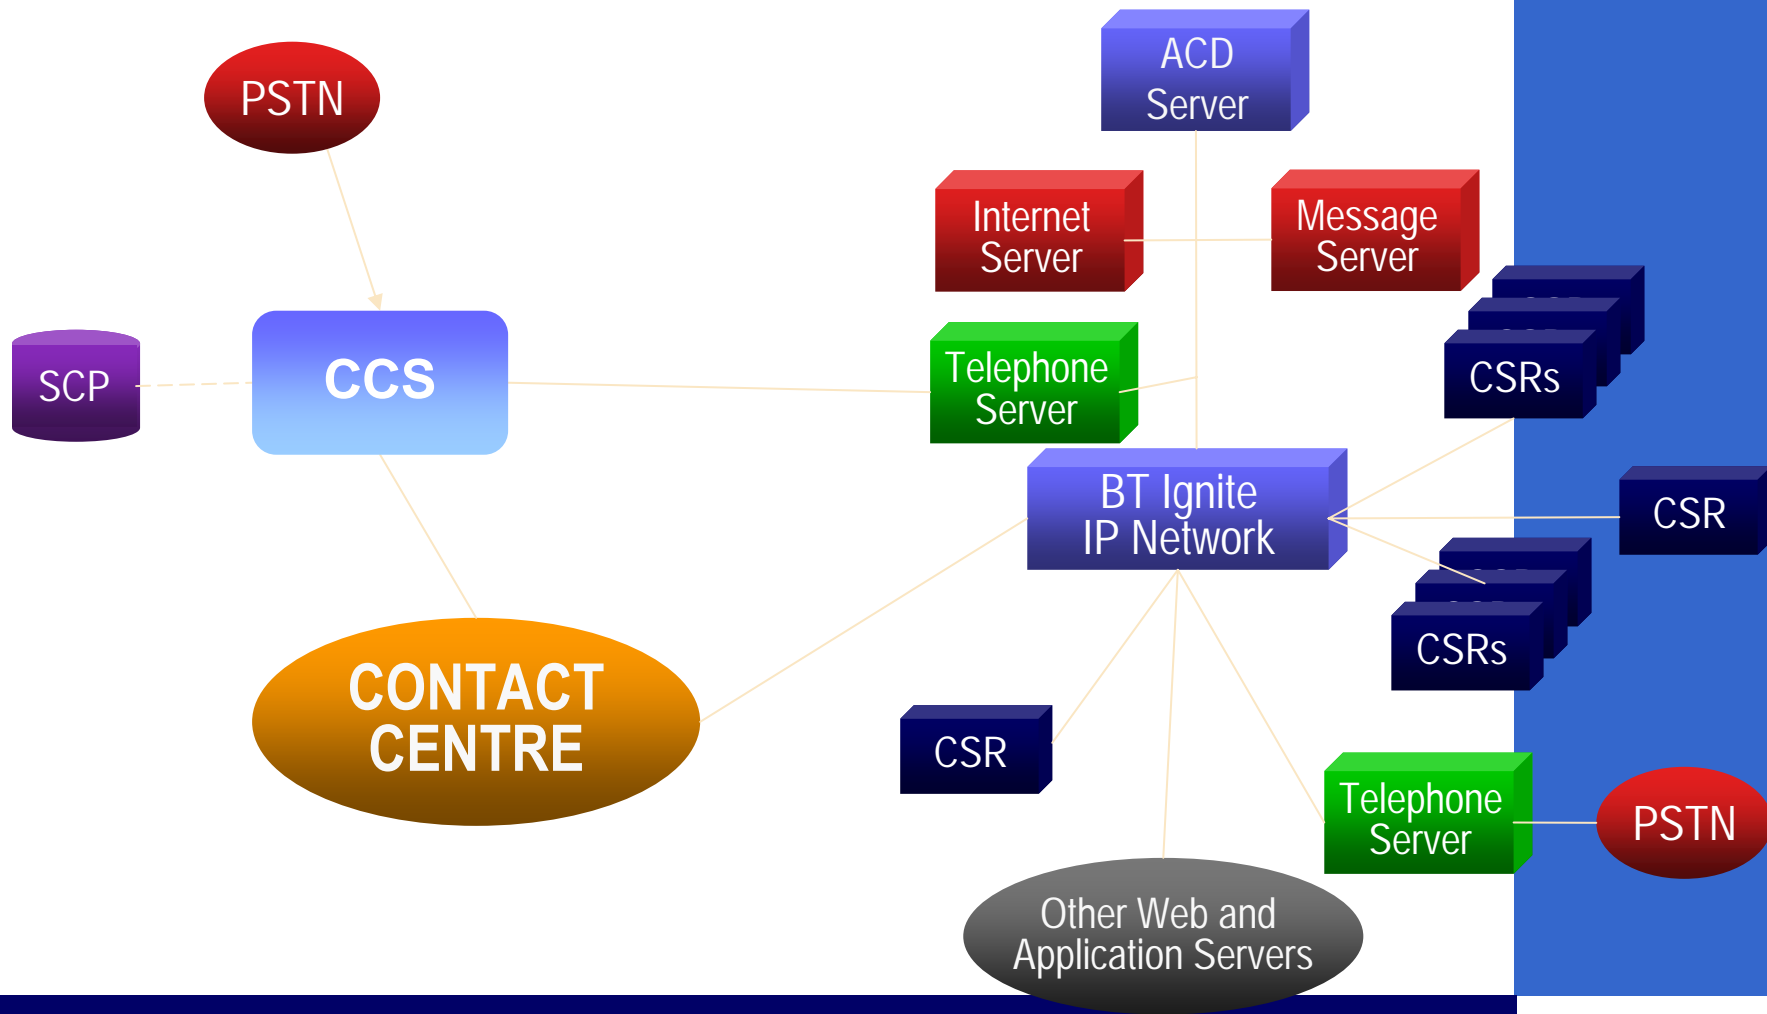 ACD
Server
PSTN
Internet
Server
Message
Server
SCP
CCS
Telephone
Server
CSRs
BT Ignite
IP Network
CSR
CSRs
CONTACT
CENTRE
CSR
Telephone
Server
PSTN
Other Web and
Application Servers